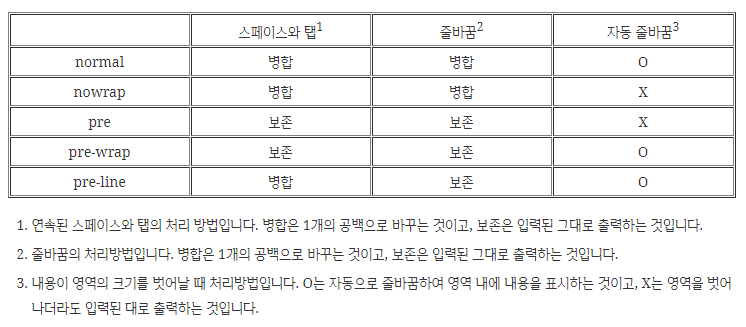 스페이스와 탭1 줄바꿈2 자동 줄바꿈3
normal 병합 병합 O
nowrap 병합 병합 X
pre 보존 보존 X
pre-wrap 보존 보존 O
pre-line 병합 보존 O
1. 연속된 스페이스와 탭의 처리 방법입니다. 병합은 1개의 공백으로 바꾸는 것이고, 보존은 입력된 그대로 출력하는 것입니다.
2. 줄바꿈의 처리방법입니다. 병합은 1개의 공백으로 바꾸는 것이고, 보존은 입력된 그대로 출력하는 것입니다.
3. 내용이 영역의 크기를 벗어날 때 처리방법입니다. O는 자동으로 줄바꿈하여 영역 내에 내용을 표시하는 것이고, X는 영역을 벗어
나더라도 입력된 대로 출력하는 것입니다.